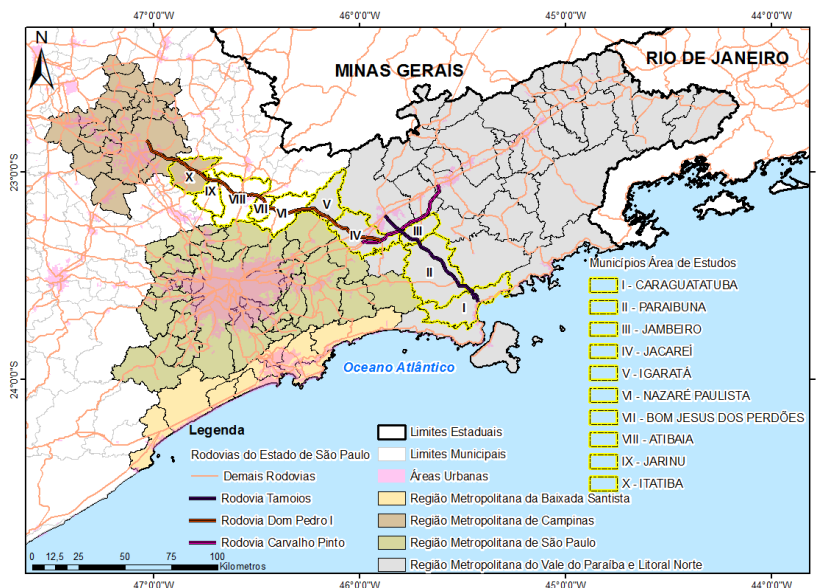 47°0'0"W 46°0'0"W 45°0'0"W 44°0'0"W
N
MINAS GERAIS
RIO DE JANEIRO
23°0'0"S
24°0'0"S
X
IX
VIII
VII
VI
V
IV
III
II
I
Oceano Atlântico
Municípios Área de Estudos
I - CARAGUATATUBA
II - PARAIBUNA
III - JAMBEIRO
IV - JACAREÍ
V - IGARATÁ
VI - NAZARÉ PAULISTA
VII - BOM JESUS DOS PERDÕES
VIII - ATIBAIA
IX - JARINU
X - ITATIBA
Legenda
Rodovias do Estado de São Paulo
Demais Rodovias
Rodovia Tamoios
Rodovia Dom Pedro I
Rodovia Carvalho Pinto
Limites Estaduais
Limites Municipais
Áreas Urbanas
Região Metropolitana da Baixada Santista
Região Metropolitana de Campinas
Região Metropolitana de São Paulo
Região Metropolitana do Vale do Paraíba e Litoral Norte
0 12,5 25 50 75 100
Kilometros
47°0'0"W 46°0'0"W 45°0'0"W 44°0'0"W